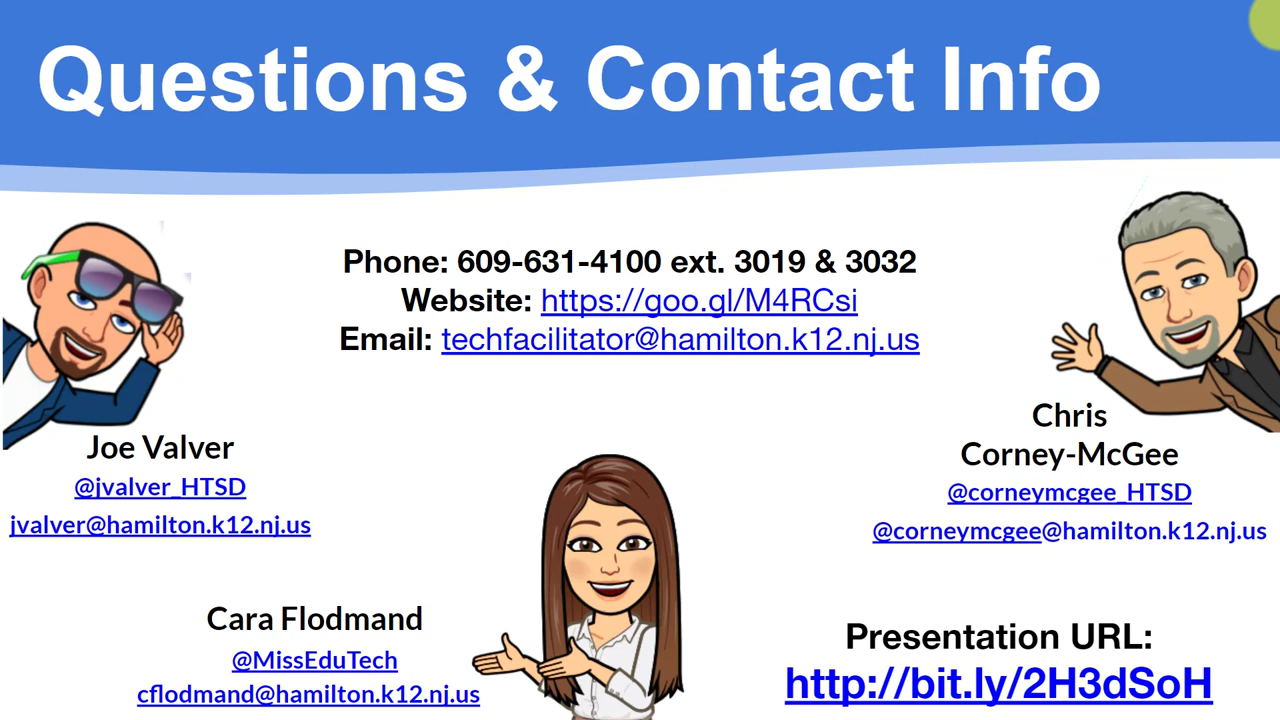 Questions & Contact Info
Phone: 609-631-4100 ext. 3019 & 3032
Website: https://goo.gl/M4RCsi
Email: techfacilitator@hamilton.k12.nj.us
Joe Valver
@jvalver_HTSD
jvalver@hamilton.k12.nj.us
Chris
Corney-McGee
@corneymcgee_HTSD
@corneymcgee@hamilton.k12.nj.us
Cara Flodmand
@MissEduTech
cflodmand@hamilton.k12.nj.us
Presentation URL:
http://bit.ly/2H3dSoH